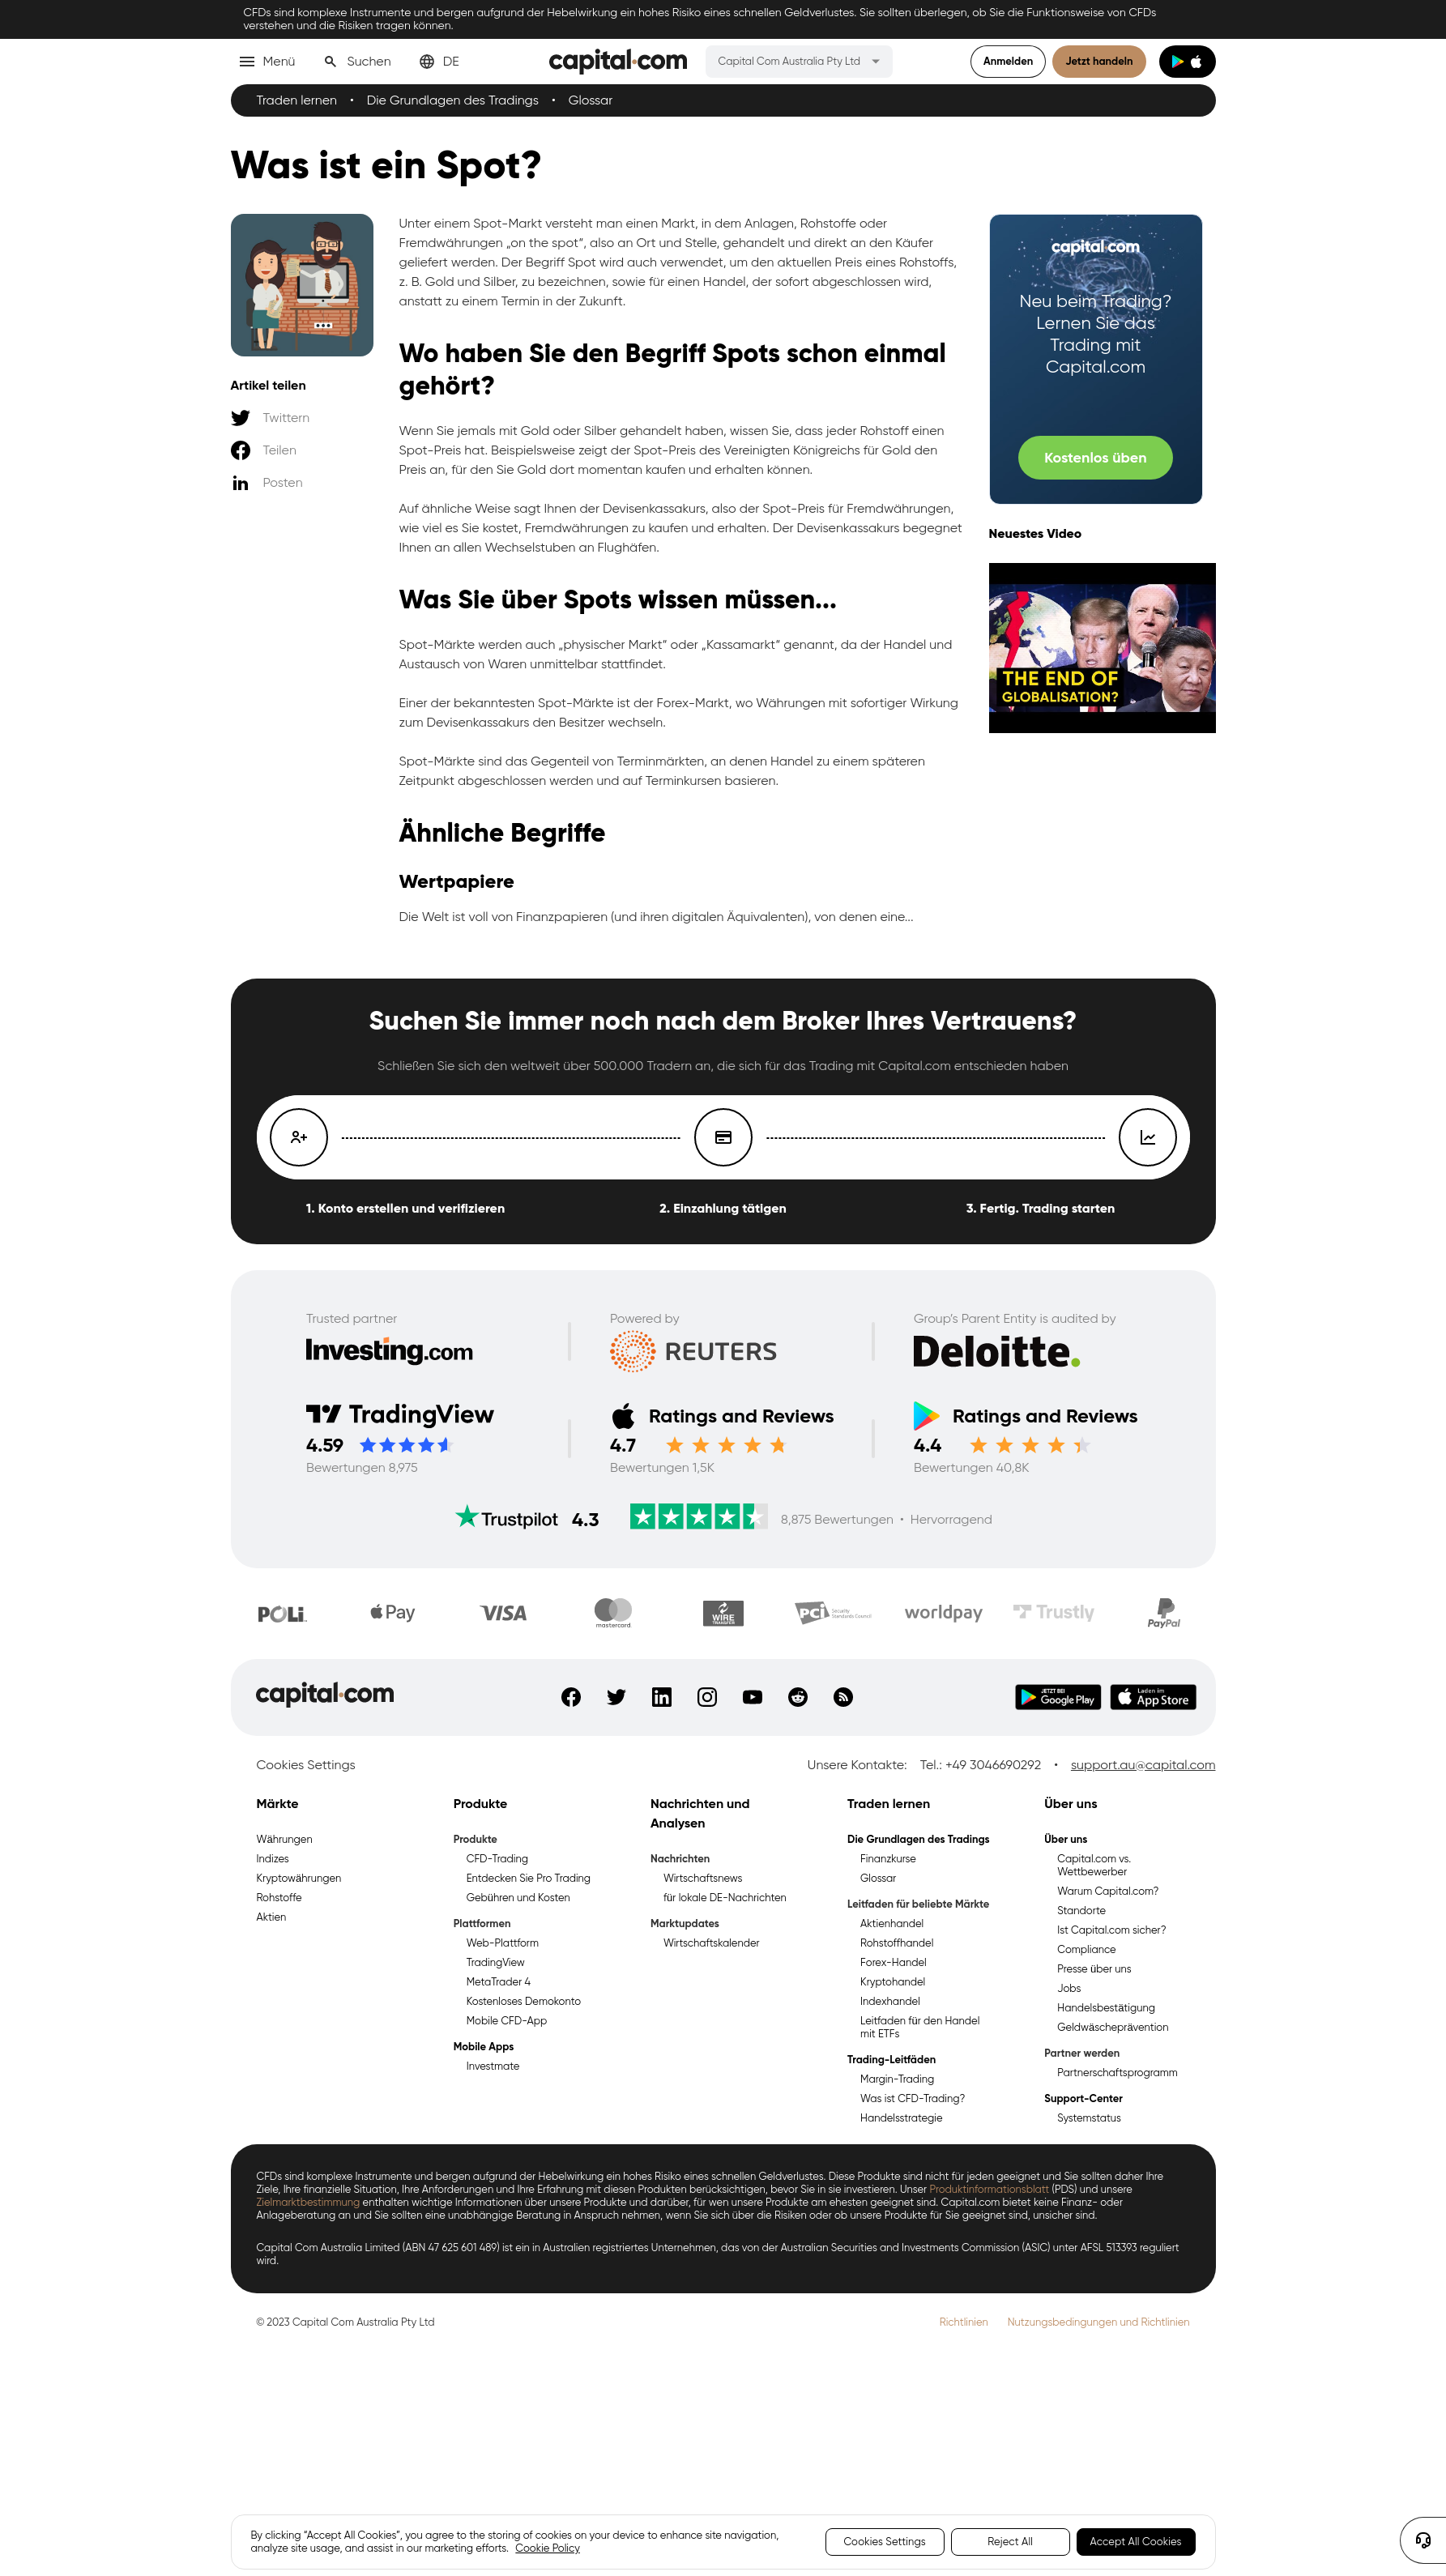 CFDs sind komplexe Instrumente und bergen aufgrund der Hebelwirkung ein hohes Risiko eines schnellen Geldverlustes. Sie sollten überlegen, ob Sie die Funktionsweise von CFDs
verstehen und die Risiken tragen können.
Menü
Suchen
DE
capital.com
Capital Com Australia Pty Ltd
Anmelden
Jetzt handeln
Traden lernen • Die Grundlagen des Tradings • Glossar
Was ist ein Spot?
Artikel teilen
Twittern
Teilen
Posten
Unter einem Spot-Markt versteht man einen Markt, in dem Anlagen, Rohstoffe oder
Fremdwährungen „on the spot“, also an Ort und Stelle, gehandelt und direkt an den Käufer
geliefert werden. Der Begriff Spot wird auch verwendet, um den aktuellen Preis eines Rohstoffs,
z. B. Gold und Silber, zu bezeichnen, sowie für einen Handel, der sofort abgeschlossen wird,
anstatt zu einem Termin in der Zukunft.
Wo haben Sie den Begriff Spots schon einmal
gehört?
Wenn Sie jemals mit Gold oder Silber gehandelt haben, wissen Sie, dass jeder Rohstoff einen
Spot-Preis hat. Beispielsweise zeigt der Spot-Preis des Vereinigten Königreichs für Gold den
Preis an, für den Sie Gold dort momentan kaufen und erhalten können.
Auf ähnliche Weise sagt Ihnen der Devisenkassakurs, also der Spot-Preis für Fremdwährungen,
wie viel es Sie kostet, Fremdwährungen zu kaufen und erhalten. Der Devisenkassakurs begegnet
Ihnen an allen Wechselstuben an Flughäfen.
Was Sie über Spots wissen müssen...
Spot-Märkte werden auch „physischer Markt“ oder „Kassamarkt“ genannt, da der Handel und
Austausch von Waren unmittelbar stattfindet.
Einer der bekanntesten Spot-Märkte ist der Forex-Markt, wo Währungen mit sofortiger Wirkung
zum Devisenkassakurs den Besitzer wechseln.
Spot-Märkte sind das Gegenteil von Terminmärkten, an denen Handel zu einem späteren
Zeitpunkt abgeschlossen werden und auf Terminkursen basieren.
Ähnliche Begriffe
Wertpapiere
Die Welt ist voll von Finanzpapieren (und ihren digitalen Äquivalenten), von denen eine...
capital.com
Neu beim Trading?
Lernen Sie das
Trading mit
Capital.com
Kostenlos üben
Neuestes Video
THE END OF
GLOBALISATION?
Suchen Sie immer noch nach dem Broker Ihres Vertrauens?
Schließen Sie sich den weltweit über 500.000 Tradern an, die sich für das Trading mit Capital.com entschieden haben
1. Konto erstellen und verifizieren
2. Einzahlung tätigen
3. Fertig. Trading starten
Trusted partner
Investing.com
Powered by
REUTERS
Group's Parent Entity is audited by
Deloitte.
TradingView
4.59
Bewertungen 8,975
Ratings and Reviews
4.7
Bewertungen 1,5K
Ratings and Reviews
4.4
Bewertungen 40,8K
Trustpilot 4.3
8,875 Bewertungen • Hervorragend
POLi
Pay
VISA
mastercard
WIRE
TRANSFER
PCI Security
Standards Council
worldpay
Trustly
PayPal
capital.com
JETZT BEI
Google Play
Laden im
App Store
Cookies Settings
Unsere Kontakte: Tel.: +49 3046690292 • support.au@capital.com
Märkte
Währungen
Indizes
Kryptowährungen
Rohstoffe
Aktien
Produkte
Produkte
CFD-Trading
Entdecken Sie Pro Trading
Gebühren und Kosten
Plattformen
Web-Plattform
TradingView
MetaTrader 4
Kostenloses Demokonto
Mobile CFD-App
Mobile Apps
Investmate
Nachrichten und
Analysen
Nachrichten
Wirtschaftsnews
für lokale DE-Nachrichten
Marktupdates
Wirtschaftskalender
Traden lernen
Die Grundlagen des Tradings
Finanzkurse
Glossar
Leitfaden für beliebte Märkte
Aktienhandel
Rohstoffhandel
Forex-Handel
Kryptohandel
Indexhandel
Leitfaden für den Handel
mit ETFs
Trading-Leitfäden
Margin-Trading
Was ist CFD-Trading?
Handelsstrategie
Über uns
Über uns
Capital.com vs.
Wettbewerber
Warum Capital.com?
Standorte
Ist Capital.com sicher?
Compliance
Presse über uns
Jobs
Handelsbestätigung
Geldwäscheprävention
Partner werden
Partnerschaftsprogramm
Support-Center
Systemstatus
CFDs sind komplexe Instrumente und bergen aufgrund der Hebelwirkung ein hohes Risiko eines schnellen Geldverlustes. Diese Produkte sind nicht für jeden geeignet und Sie sollten daher Ihre
Ziele, Ihre finanzielle Situation, Ihre Anforderungen und Ihre Erfahrung mit diesen Produkten berücksichtigen, bevor Sie in sie investieren. Unser Produktinformationsblatt (PDS) und unsere
Zielmarktbestimmung enthalten wichtige Informationen über unsere Produkte und darüber, für wen unsere Produkte am ehesten geeignet sind. Capital.com bietet keine Finanz- oder
Anlageberatung an und Sie sollten eine unabhängige Beratung in Anspruch nehmen, wenn Sie sich über die Risiken oder ob unsere Produkte für Sie geeignet sind, unsicher sind.
Capital Com Australia Limited (ABN 47 625 601 489) ist ein in Australien registriertes Unternehmen, das von der Australian Securities and Investments Commission (ASIC) unter AFSL 513393 reguliert
wird.
© 2023 Capital Com Australia Pty Ltd
Richtlinien
Nutzungsbedingungen und Richtlinien
By clicking “Accept All Cookies”, you agree to the storing of cookies on your device to enhance site navigation,
analyze site usage, and assist in our marketing efforts. Cookie Policy
Cookies Settings
Reject All
Accept All Cookies